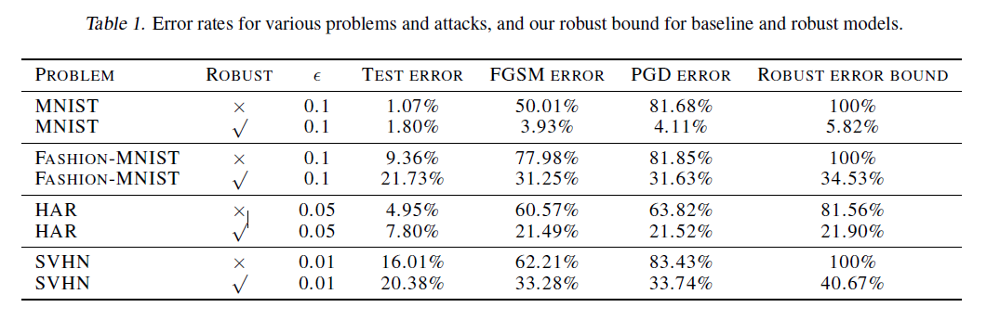 Table 1. Error rates for various problems and attacks, and our robust bound for baseline and robust models.
PROBLEM ROBUST ϵ TEST ERROR FGSM ERROR PGD ERROR ROBUST ERROR BOUND
MNIST × 0.1 1.07% 50.01% 81.68% 100%
MNIST √ 0.1 1.80% 3.93% 4.11% 5.82%
FASHION-MNIST × 0.1 9.36% 77.98% 81.85% 100%
FASHION-MNIST √ 0.1 21.73% 31.25% 31.63% 34.53%
HAR × 0.05 4.95% 60.57% 63.82% 81.56%
HAR √ 0.05 7.80% 21.49% 21.52% 21.90%
SVHN × 0.01 16.01% 62.21% 83.43% 100%
SVHN √ 0.01 20.38% 33.28% 33.74% 40.67%